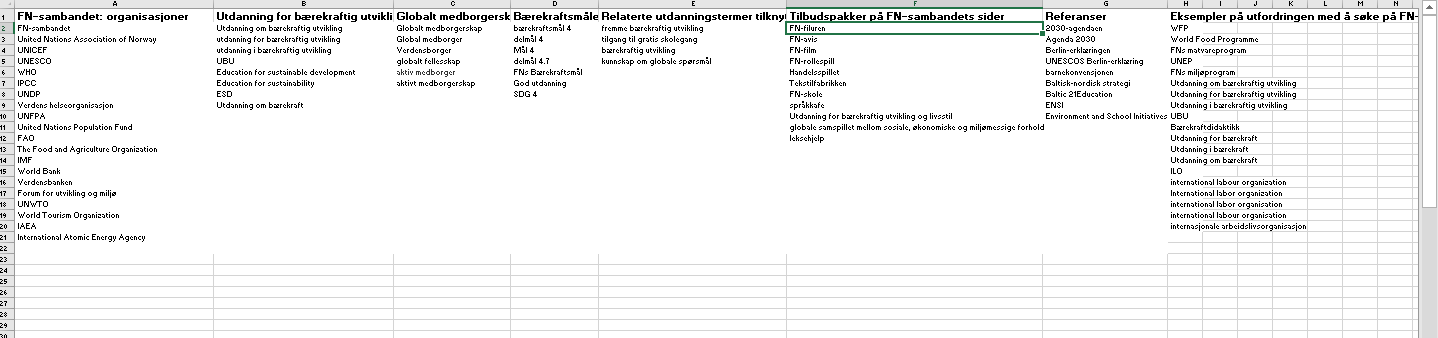 A B C D E F G H I J K L M N
1 FN-sambandet: organisasjoner Utdanning for bærekraftig utvikli Globalt medborgersk Bærekraftsmåle Relaterte utdanningstermer tilkny Tilbudspakker på FN-sambandets sider Referanser Eksempler på utfordringen med å søke på FN-
2 FN-sambandet Utdanning om bærekraftig utvikling Globalt medborgerskap bærekraftsmål 4 fremme bærekraftig utvikling FN-filuren 2030-agendaen WFP
3 United Nations Association of Norway utdanning for bærekraftig utvikling Global medborger delmål 4 tilgang til gratis skolegang FN-avis Agenda 2030 World Food Programme
4 UNICEF utdanning i bærekraftig utvikling Verdensborger Mål 4 bærekraftig utvikling FN-film Berlin-erklæringen FNs matvareprogram
5 UNESCO UBU globalt fellesskap delmål 4.7 kunnskap om globale spørsmål FN-rollespill UNESCOS Berlin-erklæring UNEP
6 WHO Education for sustainable development aktiv medborger FNs Bærekraftsmål Handelsspillet barnekonvensjonen FNs miljøprogram
7 IPCC Education for sustainability aktivt medborgerskap God utdanning Tekstilfabrikken Baltisk-nordisk strategi Utdanning om bærekraftig utvikling
8 UNDP ESD SDG 4 FN-skole Baltic 21Education Utdanning for bærekraftig utvikling
9 Verdens helseorganisasjon Utdanning om bærekraft språkkafe ENSI Utdanning i bærekraftig utvikling
10 UNFPA Utdanning for bærekraftig utvikling og livsstil Environment and School Initiatives UBU
11 United Nations Population Fund globale samspillet mellom sosiale, økonomiske og miljømessige forhold Bærekraftdidaktikk
12 FAO leksehjelp Utdanning for bærekraft
13 The Food and Agriculture Organization Utdanning i bærekraft
14 IMF Utdanning om bærekraft
15 World Bank ILO
16 Verdensbanken international labour organization
17 Forum for utvikling og miljø International Labor organization
18 UNWTO international labor organisation
19 World Tourism Organization international labour organisation
20 IAEA internasjonale arbeidslivsorganisasjon
21 International Atomic Energy Agency
22
23
24
25
26
27
28
29
30